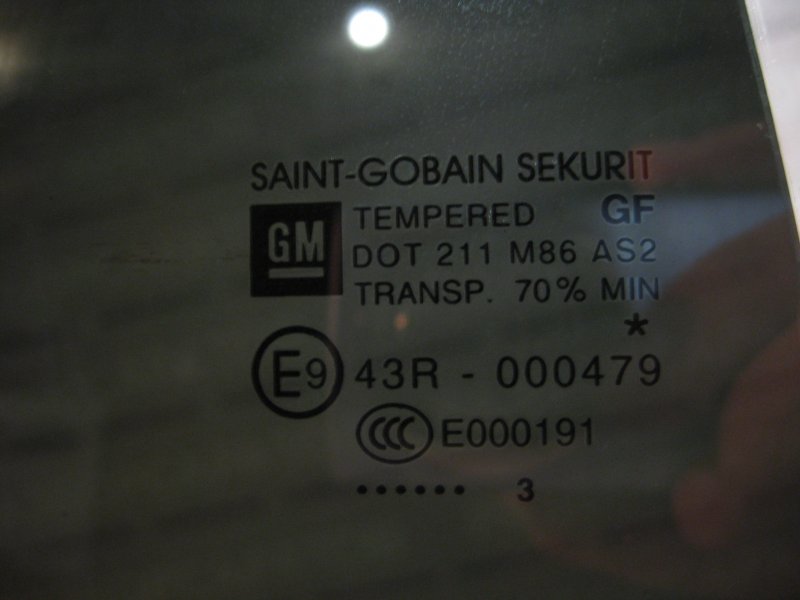 SAINT-GOBAIN SEKURIT
GM TEMPERED GF
DOT 211 M86 AS2
TRANSP. 70% MIN
*
E9 43R - 000479
CCC E000191
...... 3